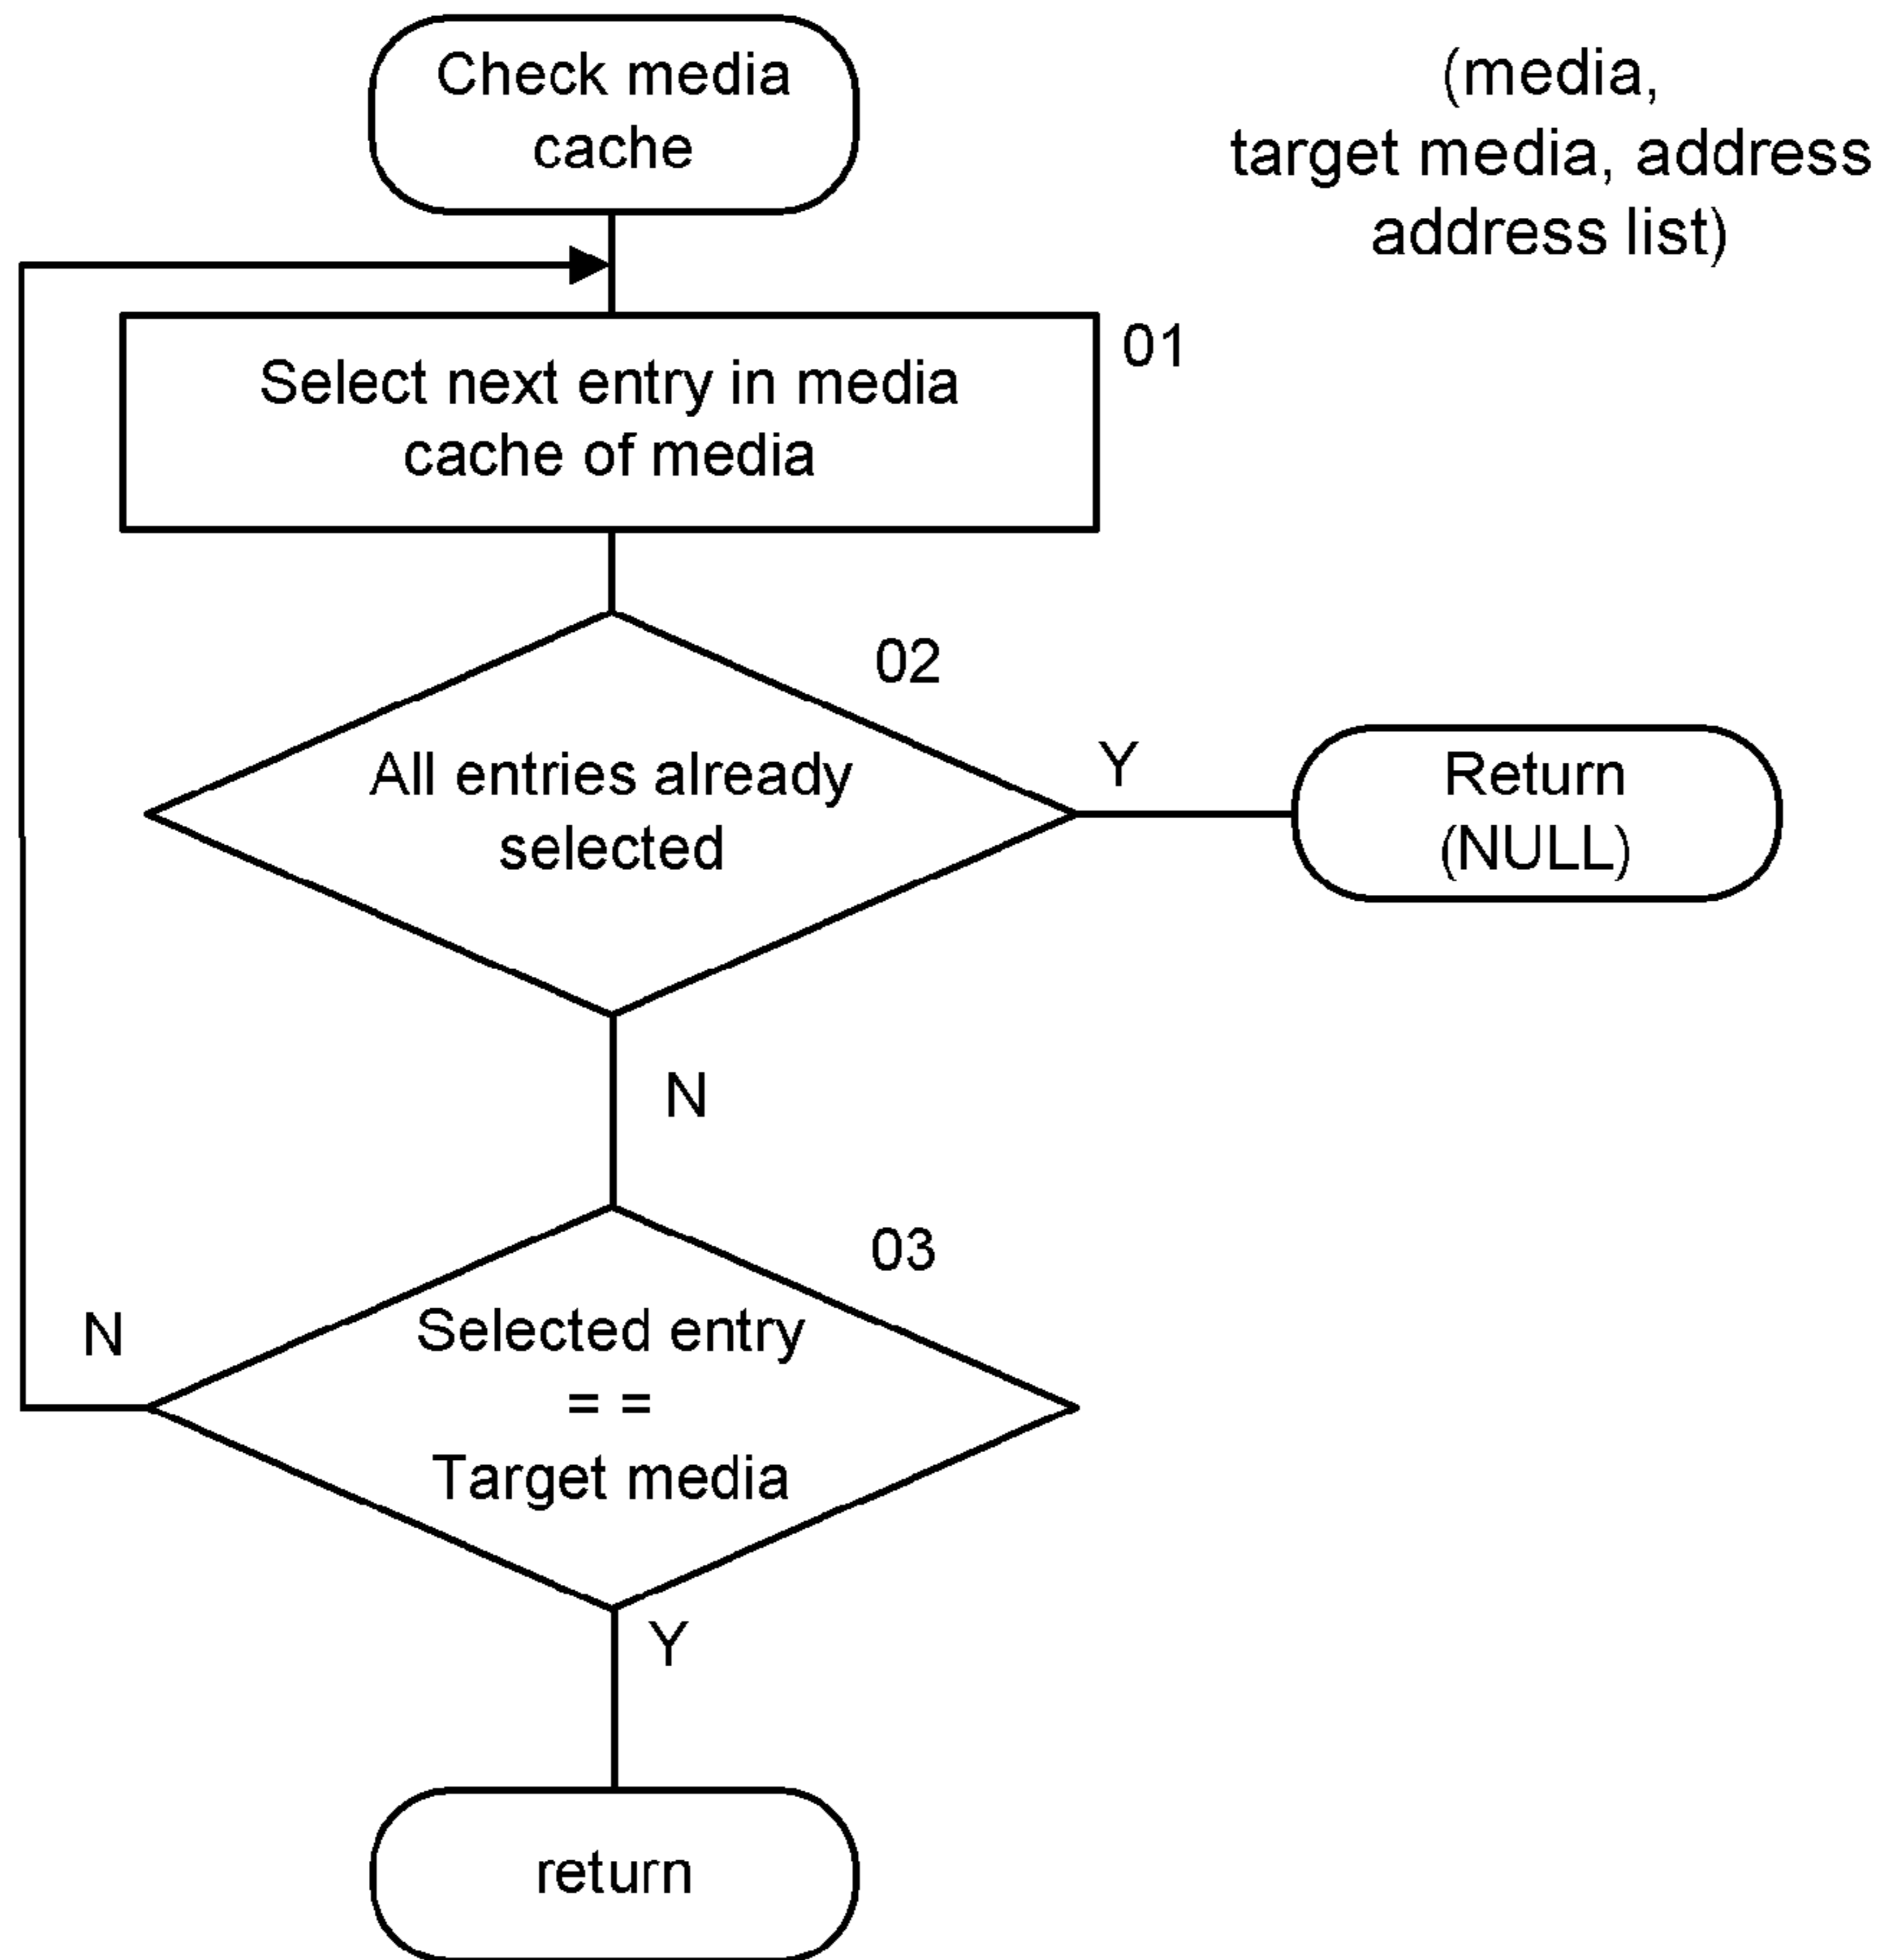 Check media
cache
(media,
target media, address
address list)
01
Select next entry in media
cache of media
02
All entries already
selected
Y
Return
(NULL)
N
03
Selected entry
= =
Target media
N
Y
return